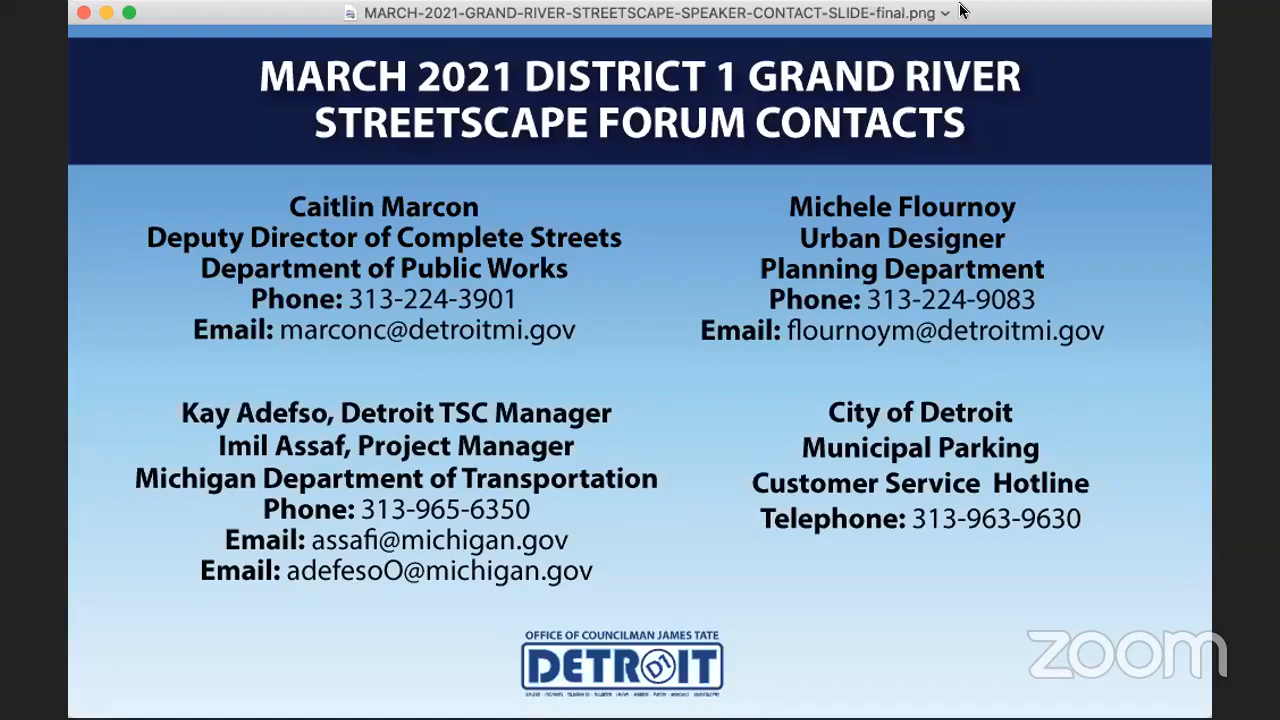 MARCH-2021-GRAND-RIVER-STREETSCAPE-SPEAKER-CONTACT-SLIDE-final.png
MARCH 2021 DISTRICT 1 GRAND RIVER
STREETSCAPE FORUM CONTACTS
Caitlin Marcon
Deputy Director of Complete Streets
Department of Public Works
Phone: 313-224-3901
Email: marconc@detroitmi.gov
Michele Flournoy
Urban Designer
Planning Department
Phone: 313-224-9083
Email: flournoym@detroitmi.gov
Kay Adefso, Detroit TSC Manager
Imil Assaf, Project Manager
Michigan Department of Transportation
Phone: 313-965-6350
Email: assafi@michigan.gov
Email: adefesoO@michigan.gov
City of Detroit
Municipal Parking
Customer Service Hotline
Telephone: 313-963-9630
OFFICE OF COUNCILMAN JAMES TATE
DETROIT
D1
zoom